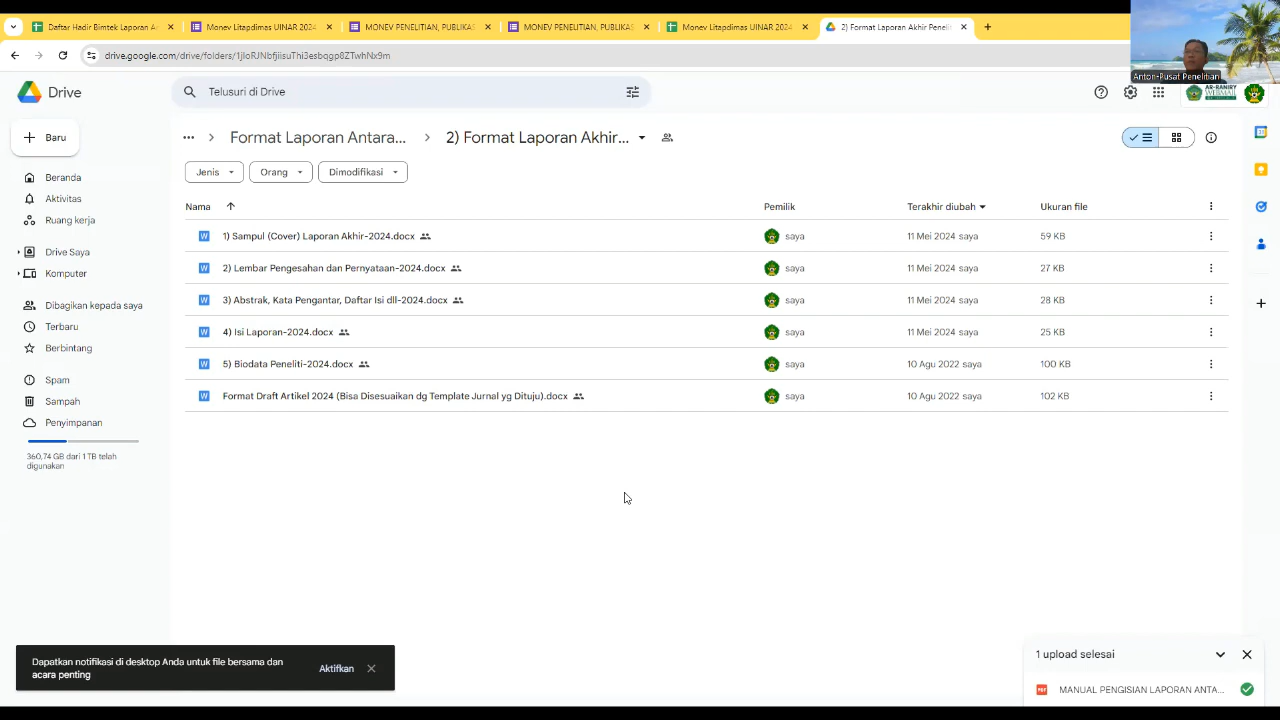 Daftar Hadir Bimtek Laporan A
Monev Litapdimas UINAR 2024
MONEV PENELITIAN, PUBLIKAS
MONEV PENELITIAN, PUBLIKAS
Monev Litapdimas UINAR 2024
2) Format Laporan Akhir Penelit
drive.google.com/drive/folders/1jloRJNbfjiisuThi3esbqgp8ZTwhNx9m
Anton-Pusat Penelitian
Drive
Telusuri di Drive
AR-RANIRY
WEBMAIL
Baru
Format Laporan Antara...
2) Format Laporan Akhir...
Jenis
Orang
Dimodifikasi
Beranda
Aktivitas
Ruang kerja
Drive Saya
Komputer
Dibagikan kepada saya
Terbaru
Berbintang
Spam
Sampah
Penyimpanan
360,74 GB dari 1 TB telah
digunakan
Nama Pemilik Terakhir diubah Ukuran file
1) Sampul (Cover) Laporan Akhir-2024.docx saya 11 Mei 2024 saya 59 KB
2) Lembar Pengesahan dan Pernyataan-2024.docx saya 11 Mei 2024 saya 27 KB
3) Abstrak, Kata Pengantar, Daftar Isi dll-2024.docx saya 11 Mei 2024 saya 28 KB
4) Isi Laporan-2024.docx saya 11 Mei 2024 saya 25 KB
5) Biodata Peneliti-2024.docx saya 10 Agu 2022 saya 100 KB
Format Draft Artikel 2024 (Bisa Disesuaikan dg Template Jurnal yg Dituju).docx saya 10 Agu 2022 saya 102 KB
Dapatkan notifikasi di desktop Anda untuk file bersama dan
acara penting
Aktifkan
1 upload selesai
MANUAL PENGISIAN LAPORAN ANTA...